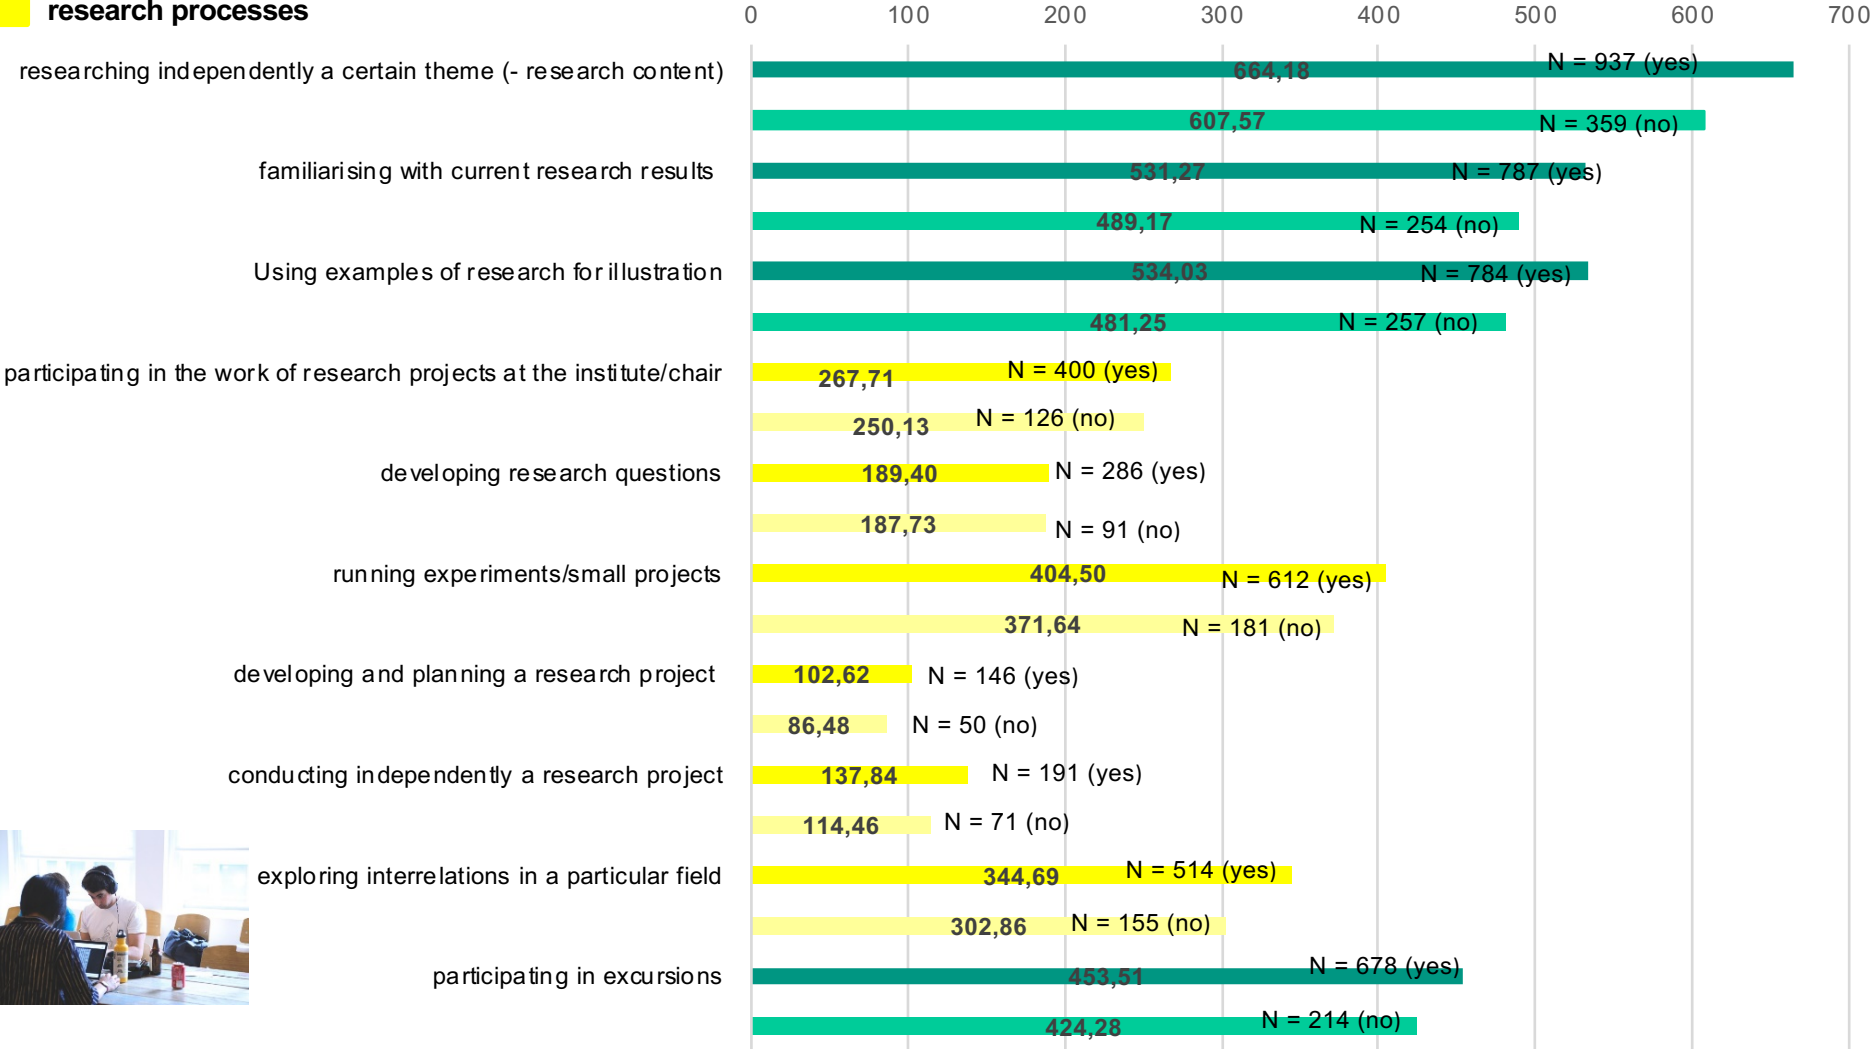 research processes
0 100 200 300 400 500 600 700
researching independently a certain theme (- research content) 664,18 N = 937 (yes)
607,57 N = 359 (no)
familiarising with current research results 531,27 N = 787 (yes)
489,17 N = 254 (no)
Using examples of research for illustration 534,03 N = 784 (yes)
481,25 N = 257 (no)
participating in the work of research projects at the institute/chair 267,71 N = 400 (yes)
250,13 N = 126 (no)
developing research questions 189,40 N = 286 (yes)
187,73 N = 91 (no)
running experiments/small projects 404,50 N = 612 (yes)
371,64 N = 181 (no)
developing and planning a research project 102,62 N = 146 (yes)
86,48 N = 50 (no)
conducting independently a research project 137,84 N = 191 (yes)
114,46 N = 71 (no)
exploring interrelations in a particular field 344,69 N = 514 (yes)
302,86 N = 155 (no)
participating in excursions 453,51 N = 678 (yes)
424,28 N = 214 (no)